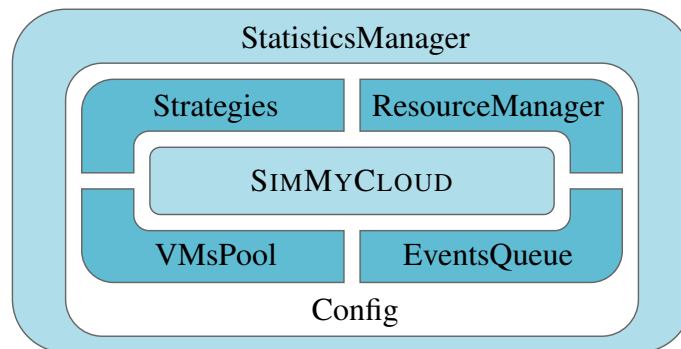 StatisticsManager
Strategies ResourceManager
SIMMYCLOUD
VMsPool EventsQueue
Config